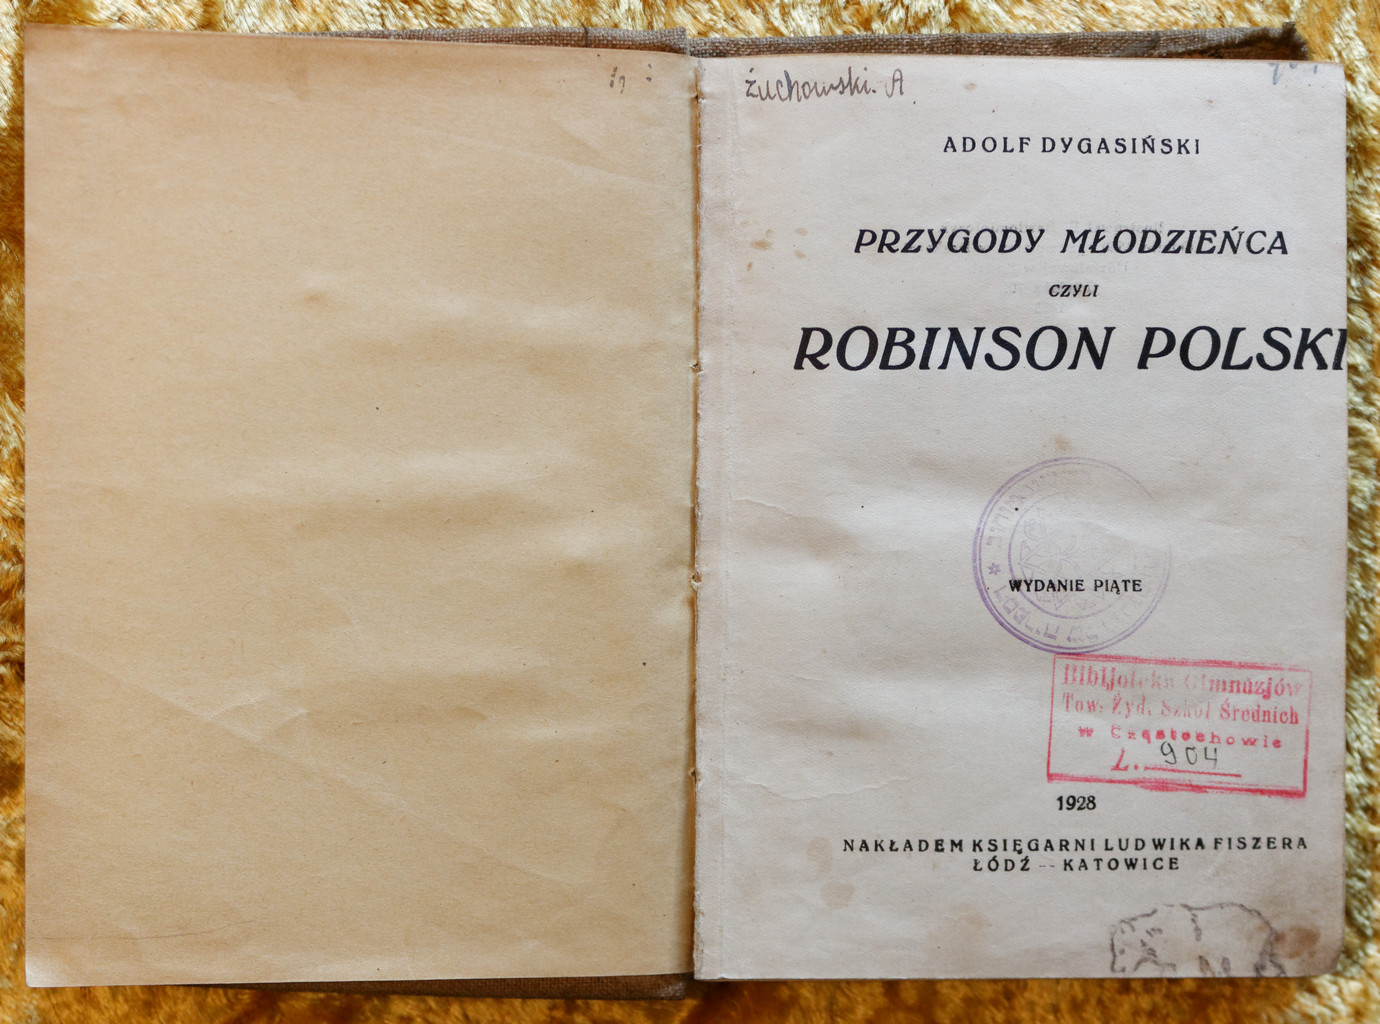 żuchowski. A
ADOLF DYGASIŃSKI
PRZYGODY MŁODZIEŃCA
CZYLI
ROBINSON POLSKI
WYDANIE PIĄTE
Bibljoteka Gimnazjów
Tow. Żyd. Szkół Średnich
w Częstochowie
L. 904
1928
NAKŁADEM KSIĘGARNI LUDWIKA FISZERA
ŁÓDŹ -- KATOWICE